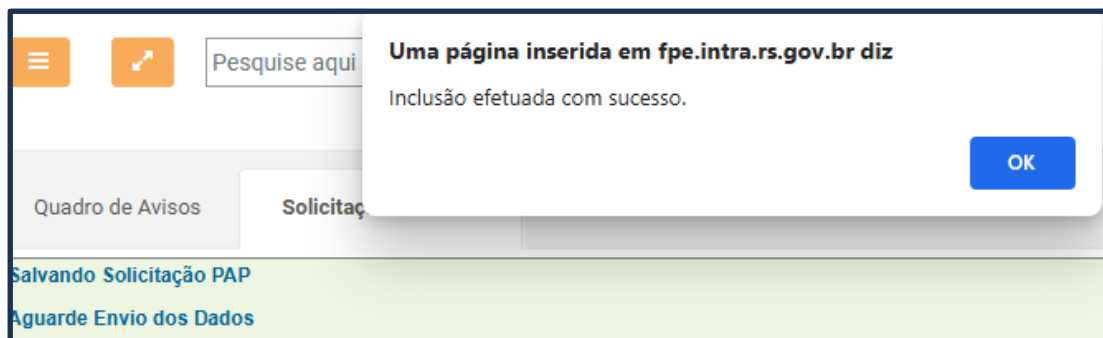 Pesquise aqui
Uma página inserida em fpe.intra.rs.gov.br diz
Inclusão efetuada com sucesso.
OK
Quadro de Avisos
Salvando Solicitação PAP
Aguarde Envio dos Dados